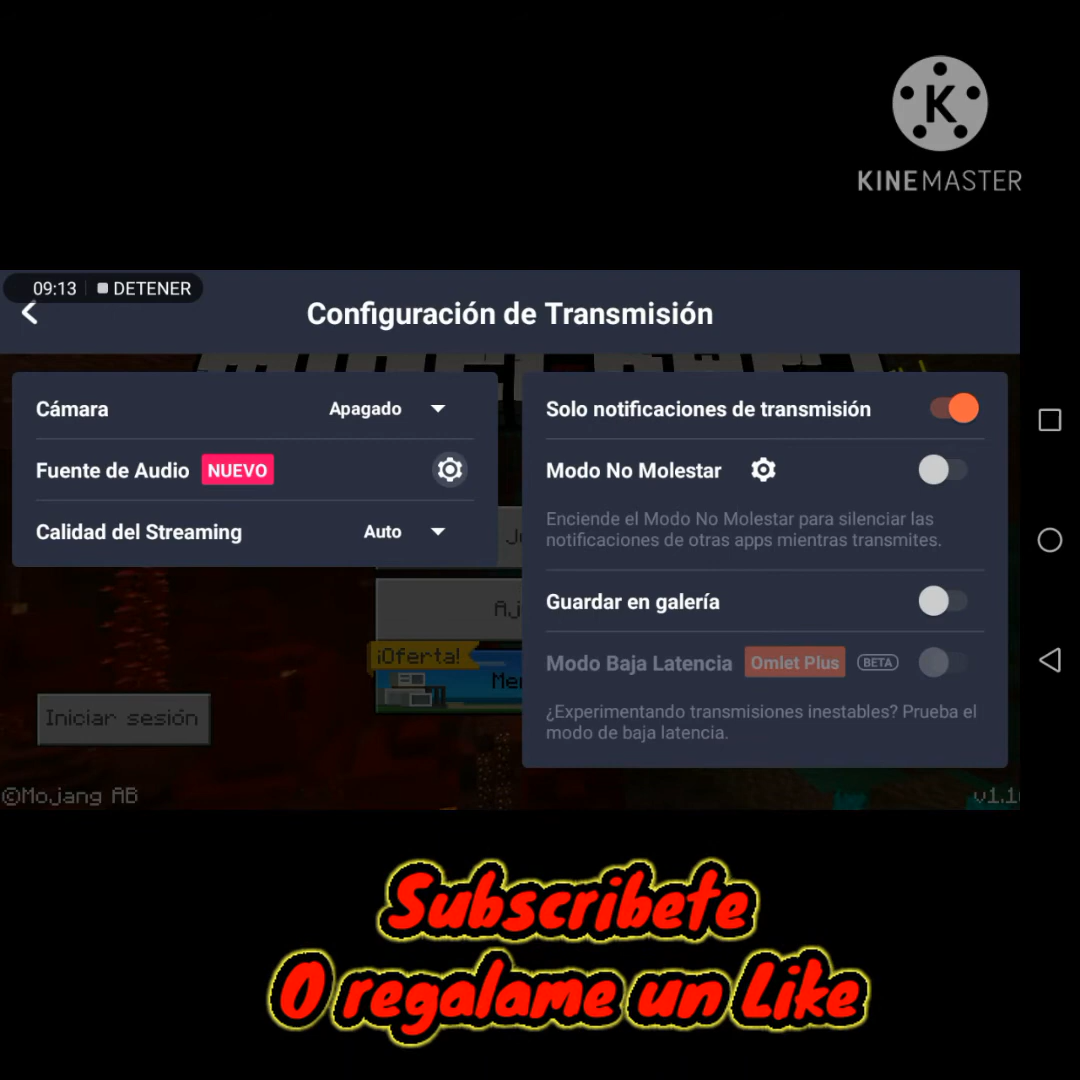 KINEMASTER
09:13 DETENER
Configuración de Transmisión
Cámara Apagado
Fuente de Audio NUEVO
Calidad del Streaming Auto
Solo notificaciones de transmisión
Modo No Molestar
Enciende el Modo No Molestar para silenciar las
notificaciones de otras apps mientras transmites.
Guardar en galería
Modo Baja Latencia Omlet Plus BETA
¿Experimentando transmisiones inestables? Prueba el
modo de baja latencia.
¡Oferta!
Iniciar sesión
©Mojang AB
Subscribete
O regalame un Like